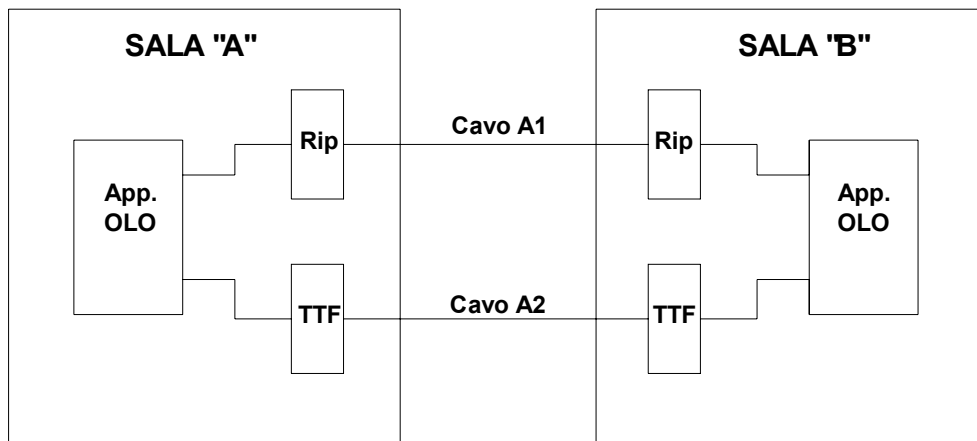 SALA "A"
SALA "B"
Cavo A1
Rip
Rip
App.
OLO
App.
OLO
Cavo A2
TTF
TTF